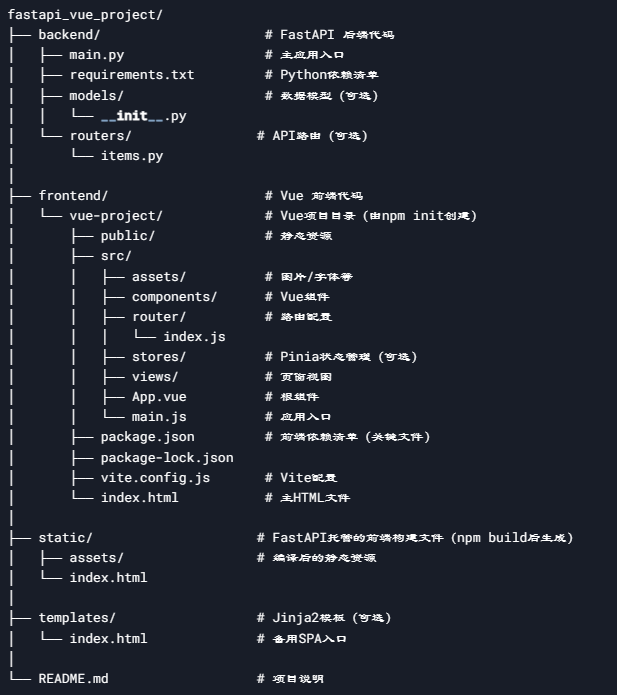 fastapi_vue_project/
├── backend/                    # FastAPI 后端代码
│   ├── main.py                 # 主应用入口
│   ├── requirements.txt        # Python依赖清单
│   ├── models/                 # 数据模型 (可选)
│   │   └── __init__.py
│   └── routers/               # API路由 (可选)
│       └── items.py
│
├── frontend/                   # Vue 前端代码
│   └── vue-project/            # Vue项目目录 (由npm init创建)
│       ├── public/             # 静态资源
│       ├── src/
│       │   ├── assets/         # 图片/字体等
│       │   ├── components/     # Vue组件
│       │   ├── router/         # 路由配置
│       │   │   └── index.js
│       │   ├── stores/         # Pinia状态管理 (可选)
│       │   ├── views/          # 页面视图
│       │   ├── App.vue         # 根组件
│       │   └── main.js         # 应用入口
│       ├── package.json        # 前端依赖清单 (关键文件)
│       ├── package-lock.json
│       ├── vite.config.js      # Vite配置
│       └── index.html          # 主HTML文件
│
├── static/                    # FastAPI托管的前端构建文件 (npm build后生成)
│   ├── assets/                # 编译后的静态资源
│   └── index.html
│
├── templates/                 # Jinja2模板 (可选)
│   └── index.html             # 备用SPA入口
│
└── README.md                  # 项目说明